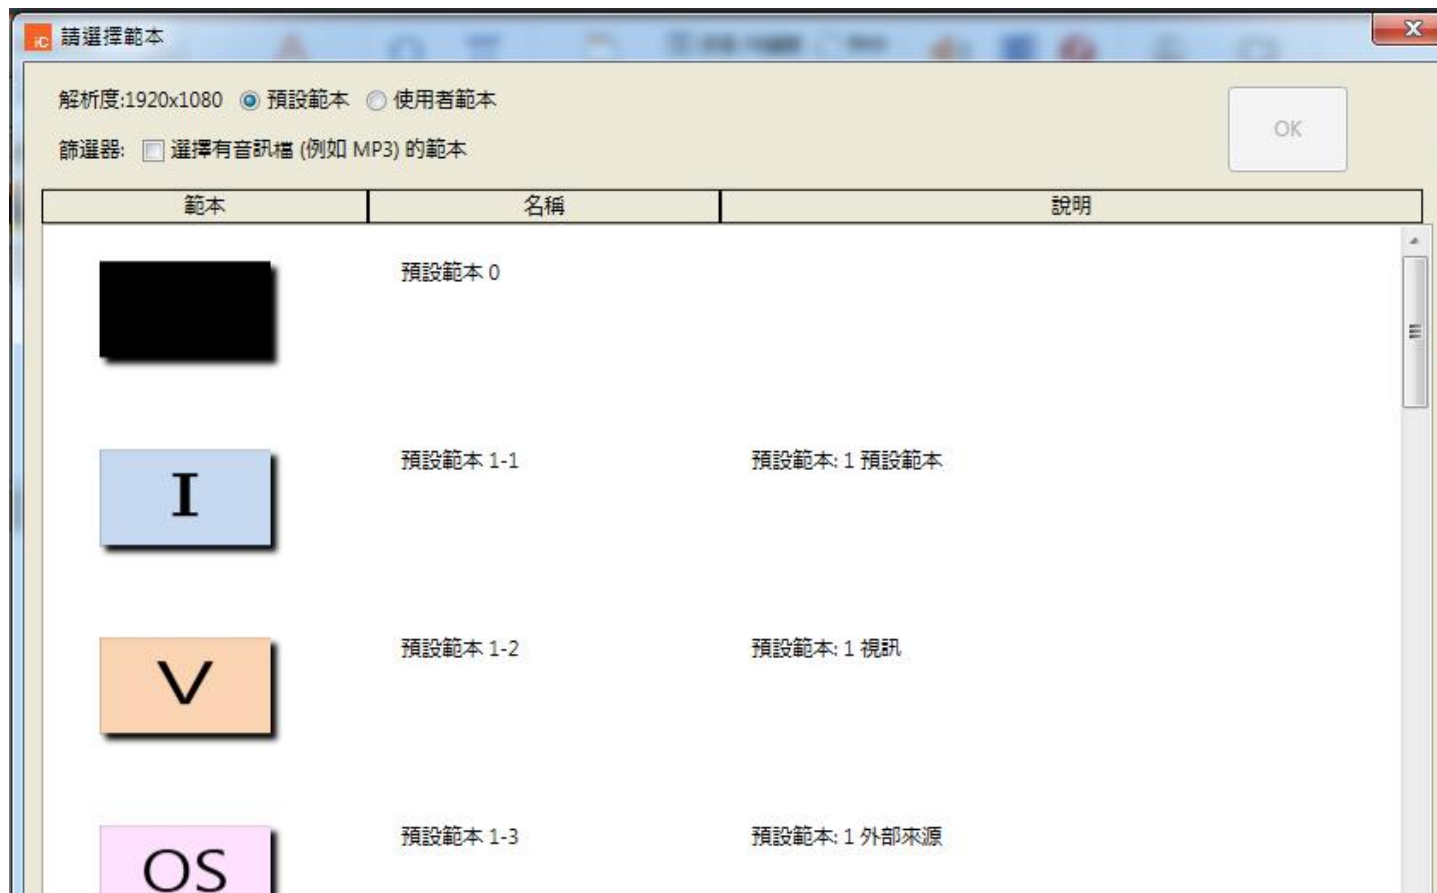 iC 請選擇範本
解析度:1920x1080 預設範本 使用者範本
OK
篩選器: 選擇有音訊檔 (例如 MP3) 的範本
範本 名稱 說明
預設範本 0
I 預設範本 1-1 預設範本: 1 預設範本
V 預設範本 1-2 預設範本: 1 視訊
OS 預設範本 1-3 預設範本: 1 外部來源